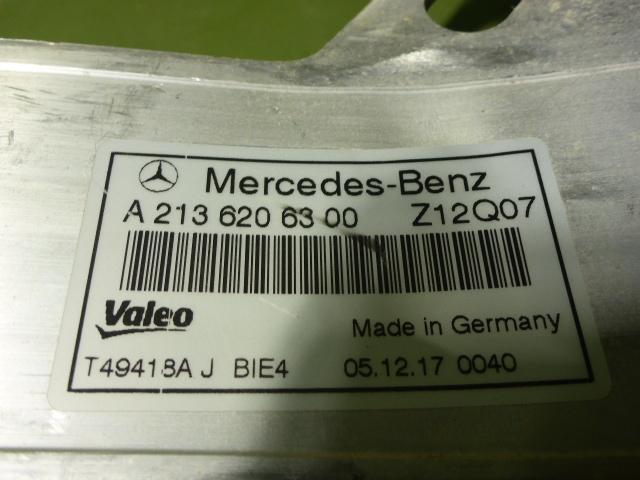 Mercedes-Benz
A 213 620 63 00 Z12Q07
Valeo
Made in Germany
T49418A J BIE4 05.12.17 0040